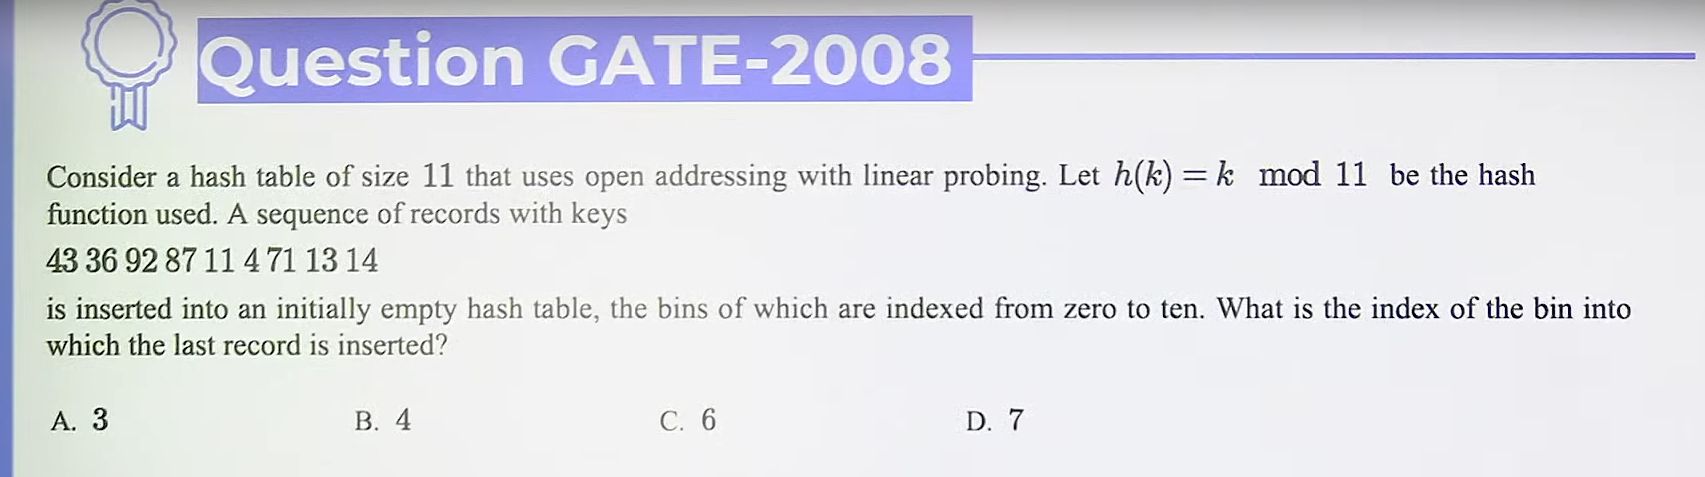 Question GATE-2008
Consider a hash table of size 11 that uses open addressing with linear probing. Let h(k) = k mod 11 be the hash
function used. A sequence of records with keys
43 36 92 87 11 4 71 13 14
is inserted into an initially empty hash table, the bins of which are indexed from zero to ten. What is the index of the bin into
which the last record is inserted?
A. 3 B. 4 C. 6 D. 7